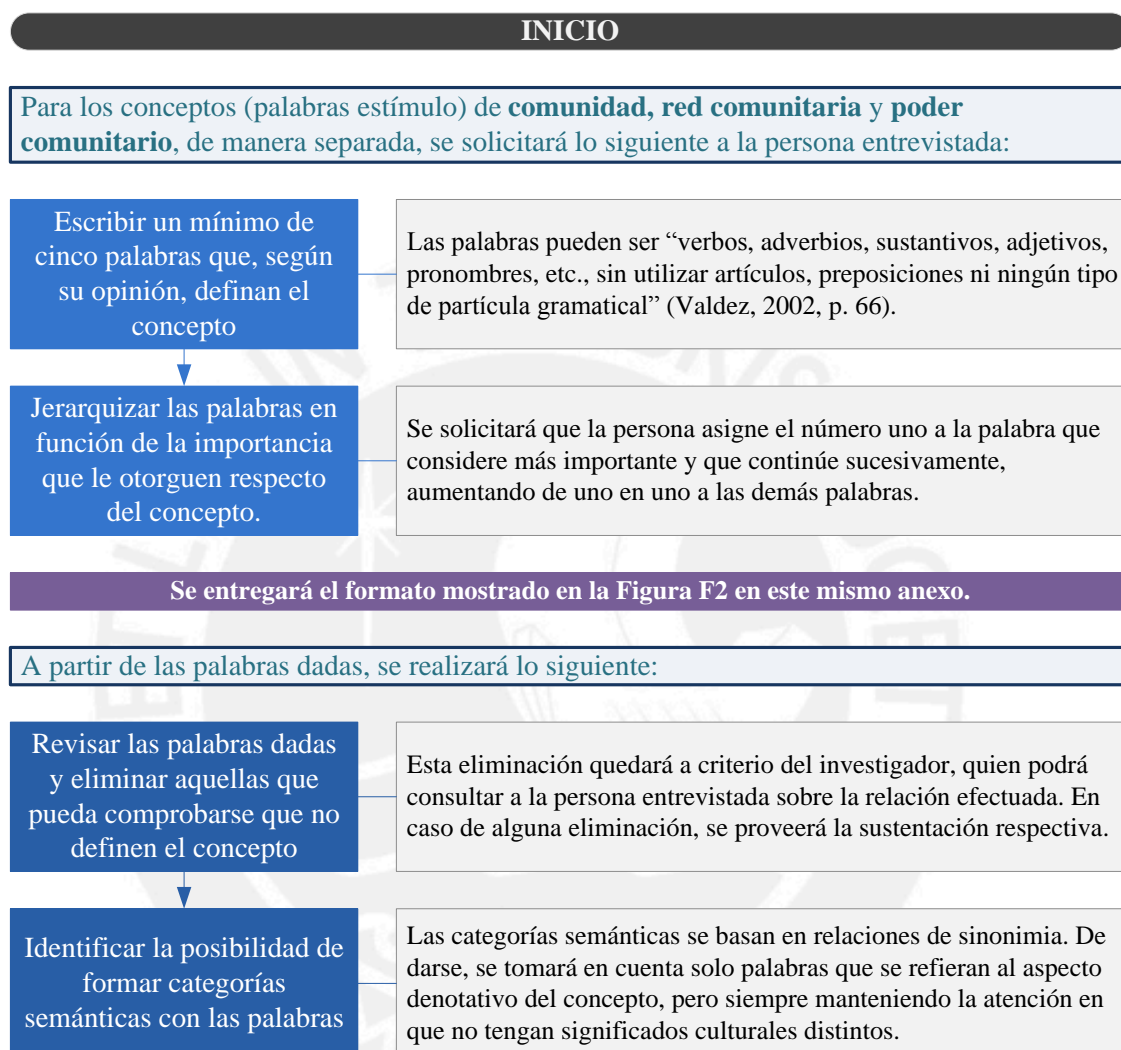 INICIO
Para los conceptos (palabras estímulo) de comunidad, red comunitaria y poder
comunitario, de manera separada, se solicitará lo siguiente a la persona entrevistada:
Escribir un mínimo de
cinco palabras que, según
su opinión, definan el
concepto
Las palabras pueden ser “verbos, adverbios, sustantivos, adjetivos,
pronombres, etc., sin utilizar artículos, preposiciones ni ningún tipo
de partícula gramatical” (Valdez, 2002, p. 66).
Jerarquizar las palabras en
función de la importancia
que le otorguen respecto
del concepto.
Se solicitará que la persona asigne el número uno a la palabra que
considere más importante y que continúe sucesivamente,
aumentando de uno en uno a las demás palabras.
Se entregará el formato mostrado en la Figura F2 en este mismo anexo.
A partir de las palabras dadas, se realizará lo siguiente:
Revisar las palabras dadas
y eliminar aquellas que
pueda comprobarse que no
definen el concepto
Esta eliminación quedará a criterio del investigador, quien podrá
consultar a la persona entrevistada sobre la relación efectuada. En
caso de alguna eliminación, se proveerá la sustentación respectiva.
Identificar la posibilidad de
formar categorías
semánticas con las palabras
Las categorías semánticas se basan en relaciones de sinonimia. De
darse, se tomará en cuenta solo palabras que se refieran al aspecto
denotativo del concepto, pero siempre manteniendo la atención en
que no tengan significados culturales distintos.